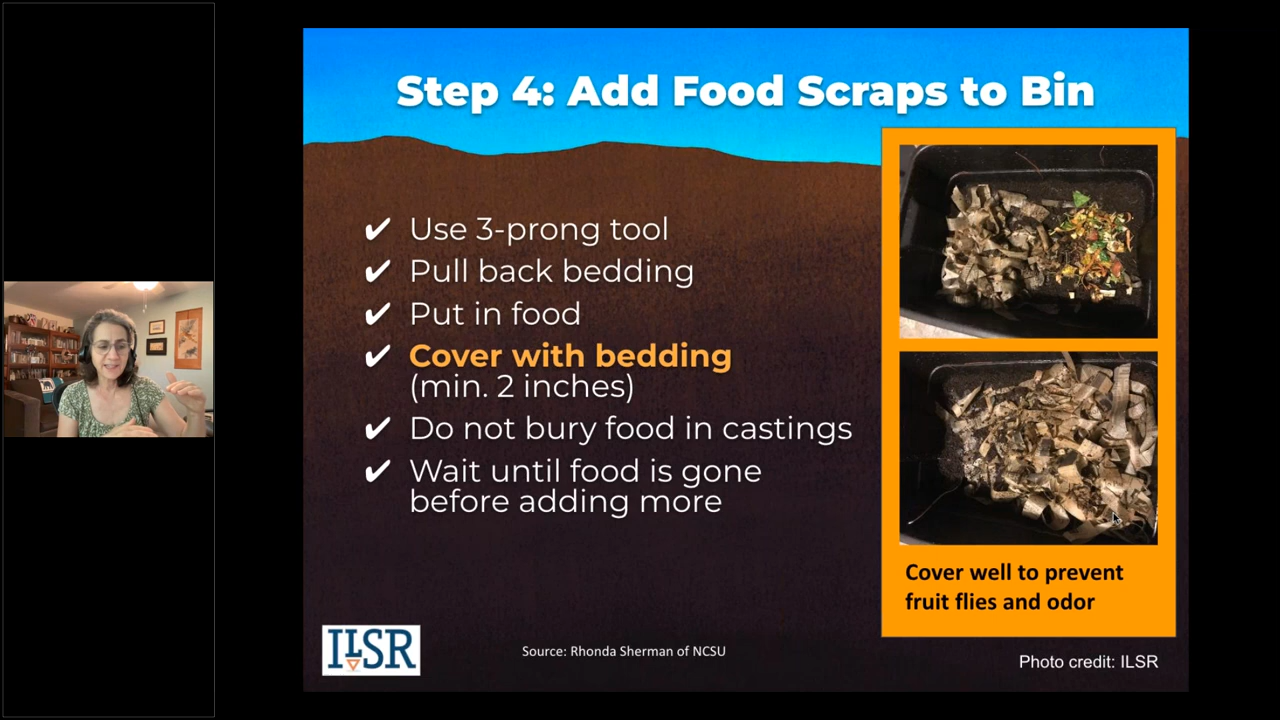 Step 4: Add Food Scraps to Bin
✔ Use 3-prong tool
✔ Pull back bedding
✔ Put in food
✔ Cover with bedding
(min. 2 inches)
✔ Do not bury food in castings
✔ Wait until food is gone
before adding more
Cover well to prevent
fruit flies and odor
ILSR
Source: Rhonda Sherman of NCSU
Photo credit: ILSR